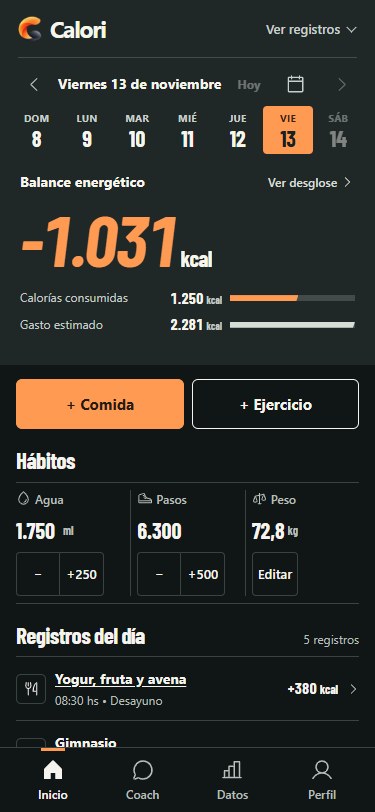 Calori
Ver registros
Viernes 13 de noviembre Hoy
DOM LUN MAR MIÉ JUE VIE SÁB
8 9 10 11 12 13 14
Balance energético Ver desglose
-1.031 kcal
Calorías consumidas 1.250 kcal
Gasto estimado 2.281 kcal
+ Comida + Ejercicio
Hábitos
Agua Pasos Peso
1.750 ml 6.300 72,8 kg
− +250 − +500 Editar
Registros del día 5 registros
Yogur, fruta y avena
08:30 hs • Desayuno
+380 kcal
Gimnasio
Inicio Coach Datos Perfil